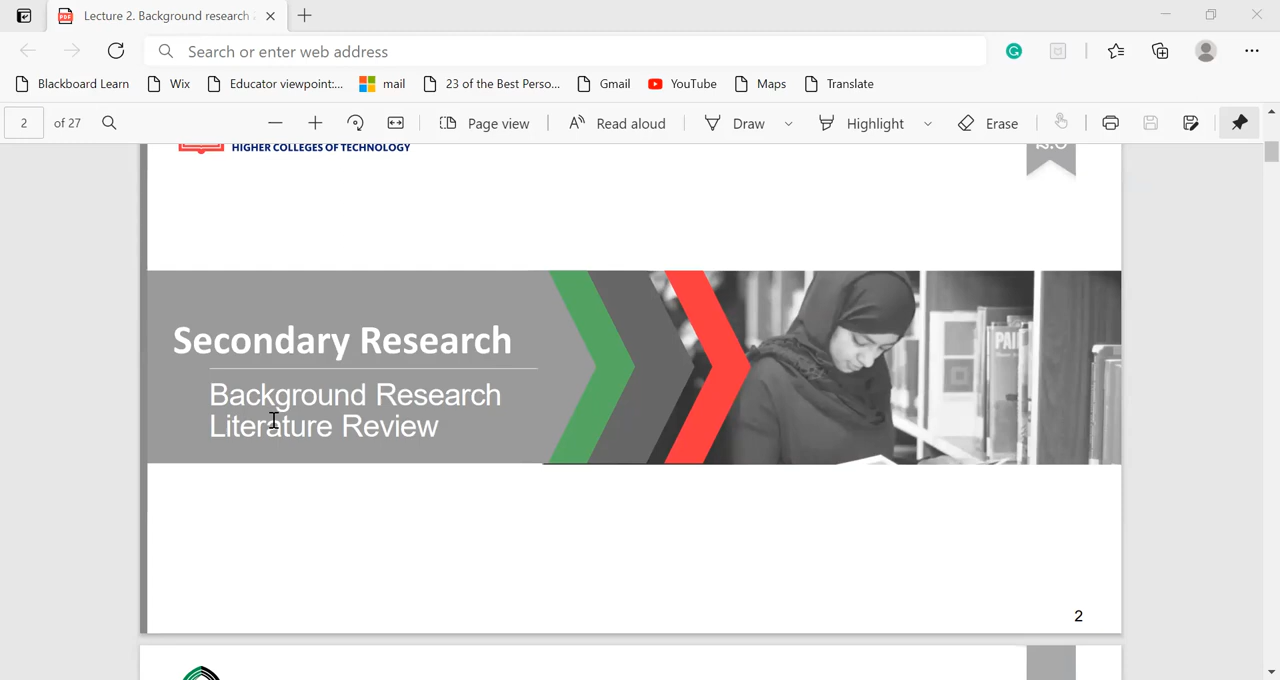 Lecture 2. Background research
Search or enter web address
Blackboard Learn Wix Educator viewpoint:... mail 23 of the Best Perso... Gmail YouTube Maps Translate
2 of 27 Page view Read aloud Draw Highlight Erase
HIGHER COLLEGES OF TECHNOLOGY
Secondary Research
Background Research
Literature Review
PAI
2